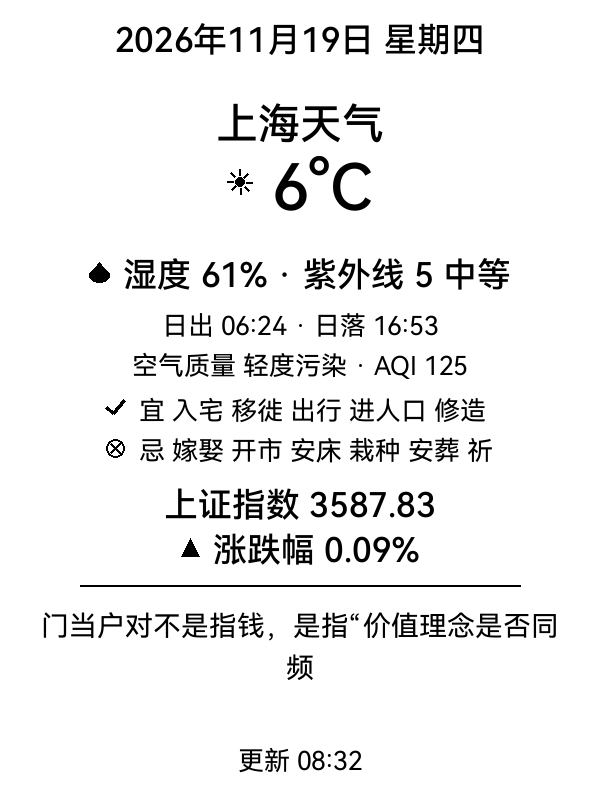 2026年11月19日 星期四
上海天气
6°C
湿度 61% · 紫外线 5 中等
日出 06:24 · 日落 16:53
空气质量 轻度污染 · AQI 125
宜 入宅 移徙 出行 进人口 修造
忌 嫁娶 开市 安床 栽种 安葬 祈
上证指数 3587.83
▲ 涨跌幅 0.09%
门当户对不是指钱，是指“价值理念是否同
频
更新 08:32